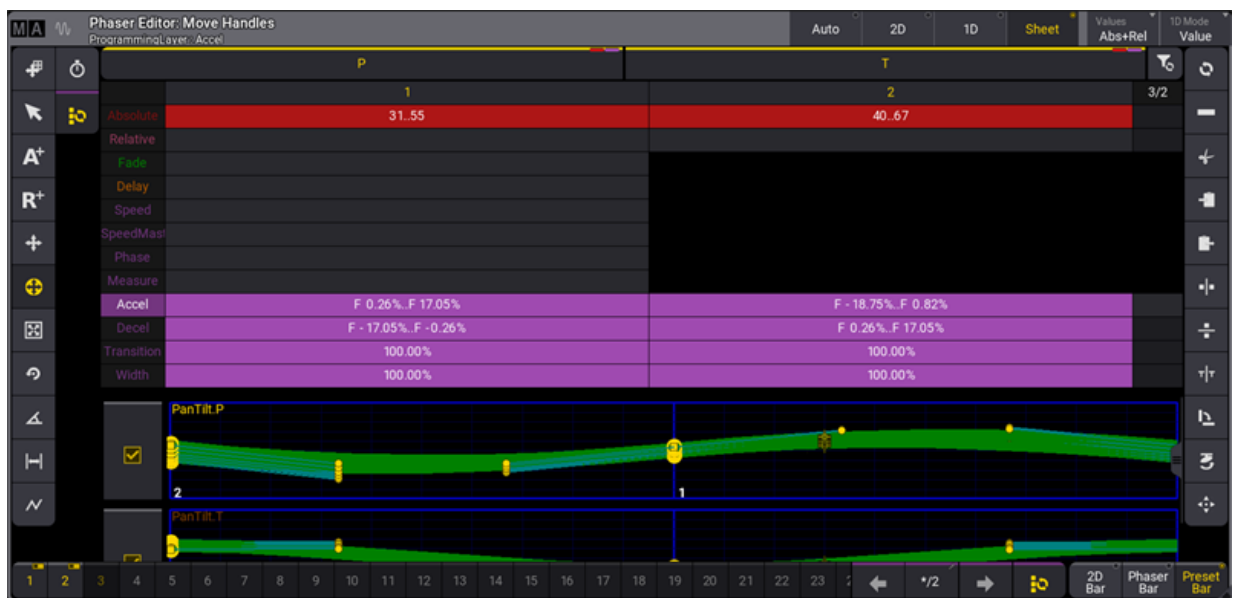 MA Phaser Editor: Move Handles
ProgrammingLayer: Accel
Auto 2D 1D Sheet Values Abs+Rel 1D Mode Value
P T
1 2 3/2
Absolute 31..55 40..67
Relative
Fade
Delay
Speed
SpeedMast
Phase
Measure
Accel F 0.26%..F 17.05% F -18.75%..F 0.82%
Decel F -17.05%..F -0.26% F 0.26%..F 17.05%
Transition 100.00% 100.00%
Width 100.00% 100.00%
A+
R+
T|T
PanTilt.P
2 1
PanTilt.T
1 2 3 4 5 6 7 8 9 10 11 12 13 14 15 16 17 18 19 20 21 22 23 */2 2D Bar Phaser Bar Preset Bar